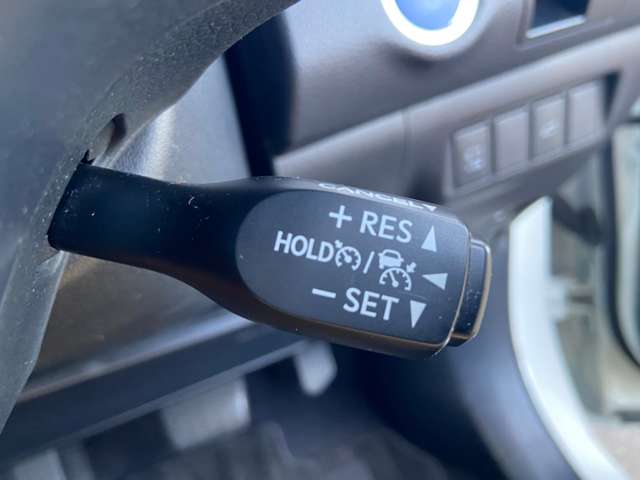 CANCEL
+ RES
HOLD /
− SET